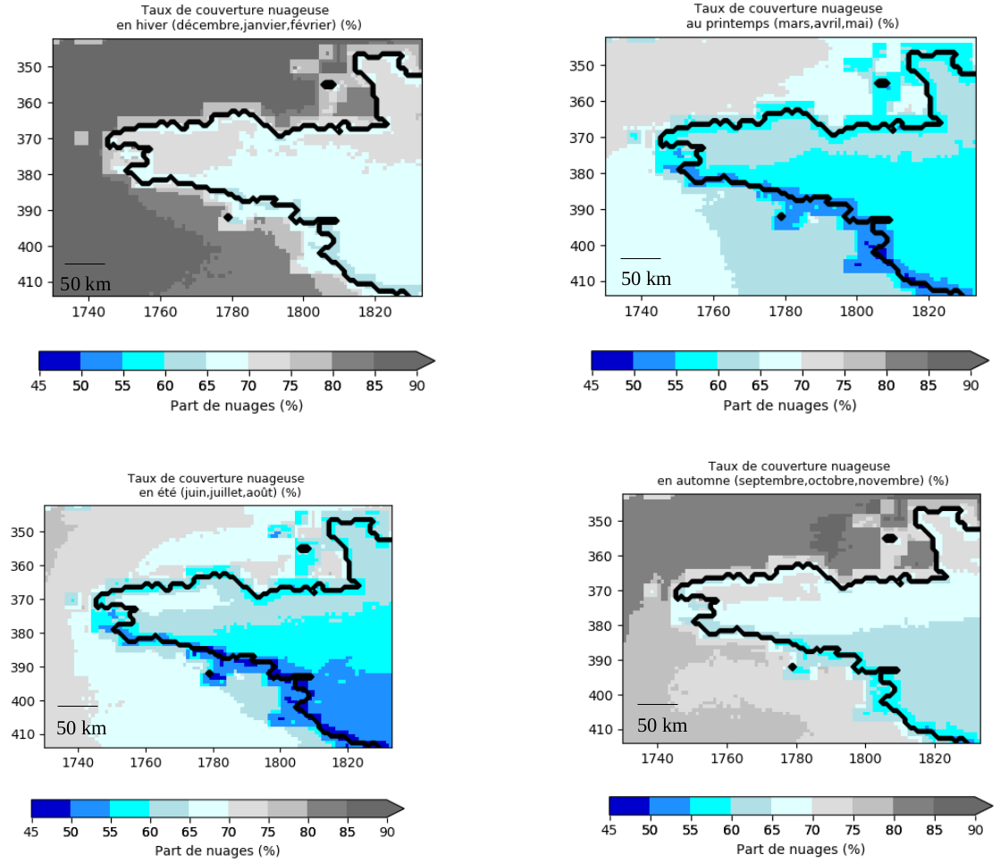 Taux de couverture nuageuse
en hiver (décembre,janvier,février) (%)
350
360
370
380
390
400
410
50 km
1740 1760 1780 1800 1820
45 50 55 60 65 70 75 80 85 90
Part de nuages (%)
Taux de couverture nuageuse
au printemps (mars,avril,mai) (%)
350
360
370
380
390
400
410
50 km
1740 1760 1780 1800 1820
45 50 55 60 65 70 75 80 85 90
Part de nuages (%)
Taux de couverture nuageuse
en été (juin,juillet,août) (%)
350
360
370
380
390
400
410
50 km
1740 1760 1780 1800 1820
45 50 55 60 65 70 75 80 85 90
Part de nuages (%)
Taux de couverture nuageuse
en automne (septembre,octobre,novembre) (%)
350
360
370
380
390
400
410
50 km
1740 1760 1780 1800 1820
45 50 55 60 65 70 75 80 85 90
Part de nuages (%)